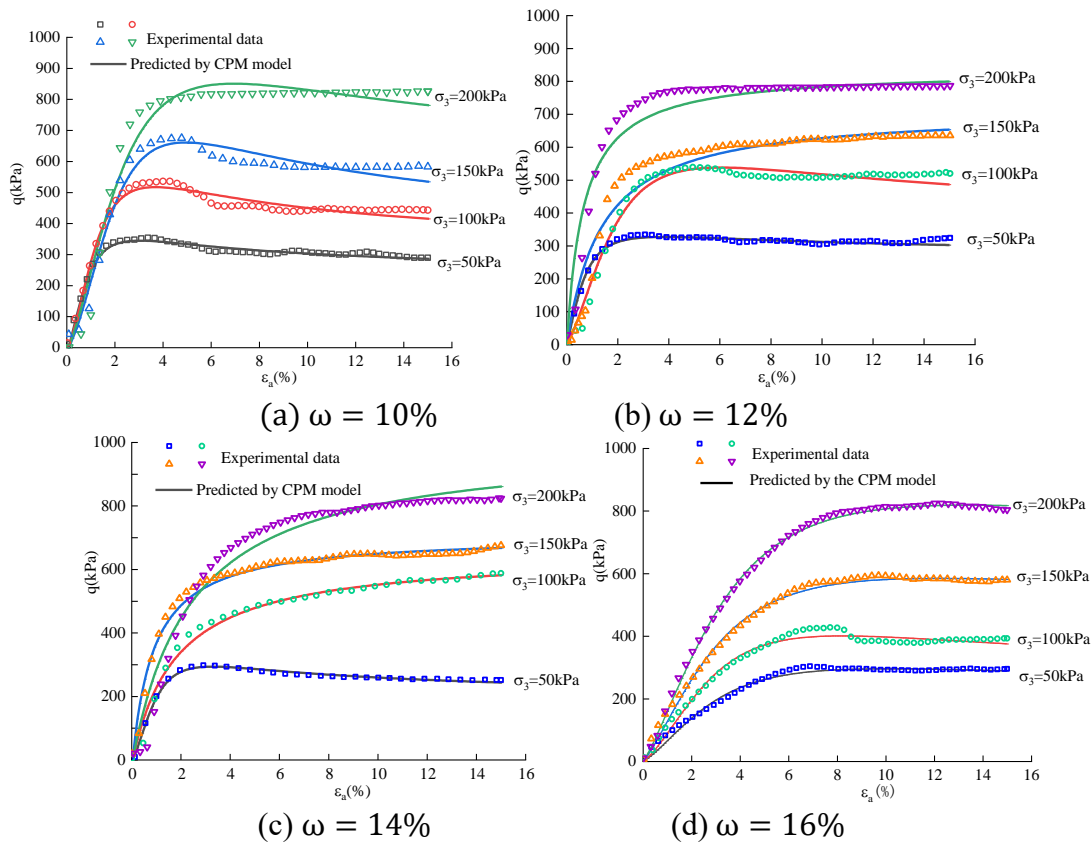 1000
900
800
700
600
500
400
300
200
100
0
q(kPa)
Experimental data
Predicted by CPM model
σ3=200kPa
σ3=150kPa
σ3=100kPa
σ3=50kPa
0 2 4 6 8 10 12 14 16
εa(%)
(a) ω = 10%
1000
900
800
700
600
500
400
300
200
100
0
q(kPa)
σ3=200kPa
σ3=150kPa
σ3=100kPa
σ3=50kPa
0 2 4 6 8 10 12 14 16
εa(%)
(b) ω = 12%
1000
800
600
400
200
0
q(kPa)
Experimental data
Predicted by CPM model
σ3=200kPa
σ3=150kPa
σ3=100kPa
σ3=50kPa
0 2 4 6 8 10 12 14 16
εa(%)
(c) ω = 14%
1000
800
600
400
200
0
q(kPa)
Experimental data
Predicted by the CPM model
σ3=200kPa
σ3=150kPa
σ3=100kPa
σ3=50kPa
0 2 4 6 8 10 12 14 16
εa(%)
(d) ω = 16%